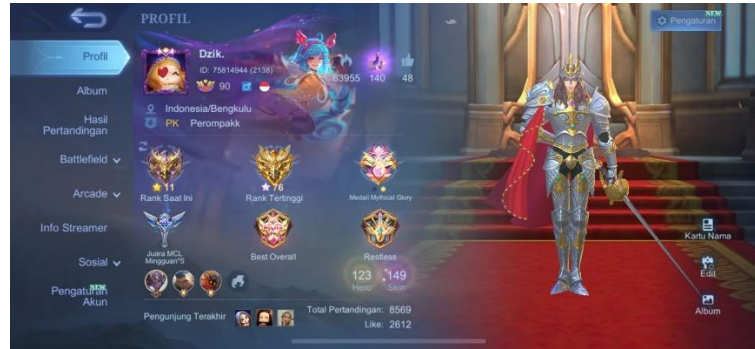 PROFIL
NEW
Pengaturan
Profil
Dzik.
ID: 75814944 (2138)
90
63955 140 48
Album
Indonesia/Bengkulu
PK Perompakk
Hasil
Pertandingan
Battlefield
Arcade
11
Rank Saat Ini
76
Rank Tertinggi
Medali Mythical Glory
Info Streamer
Juara MCL
Mingguan*5
Best Overall
Restless
Kartu Nama
Sosial
123
Hero
149
Skin
Edit
NEW
Pengaturan
Akun
Album
Pengunjung Terakhir
Total Pertandingan: 8569
Like: 2612